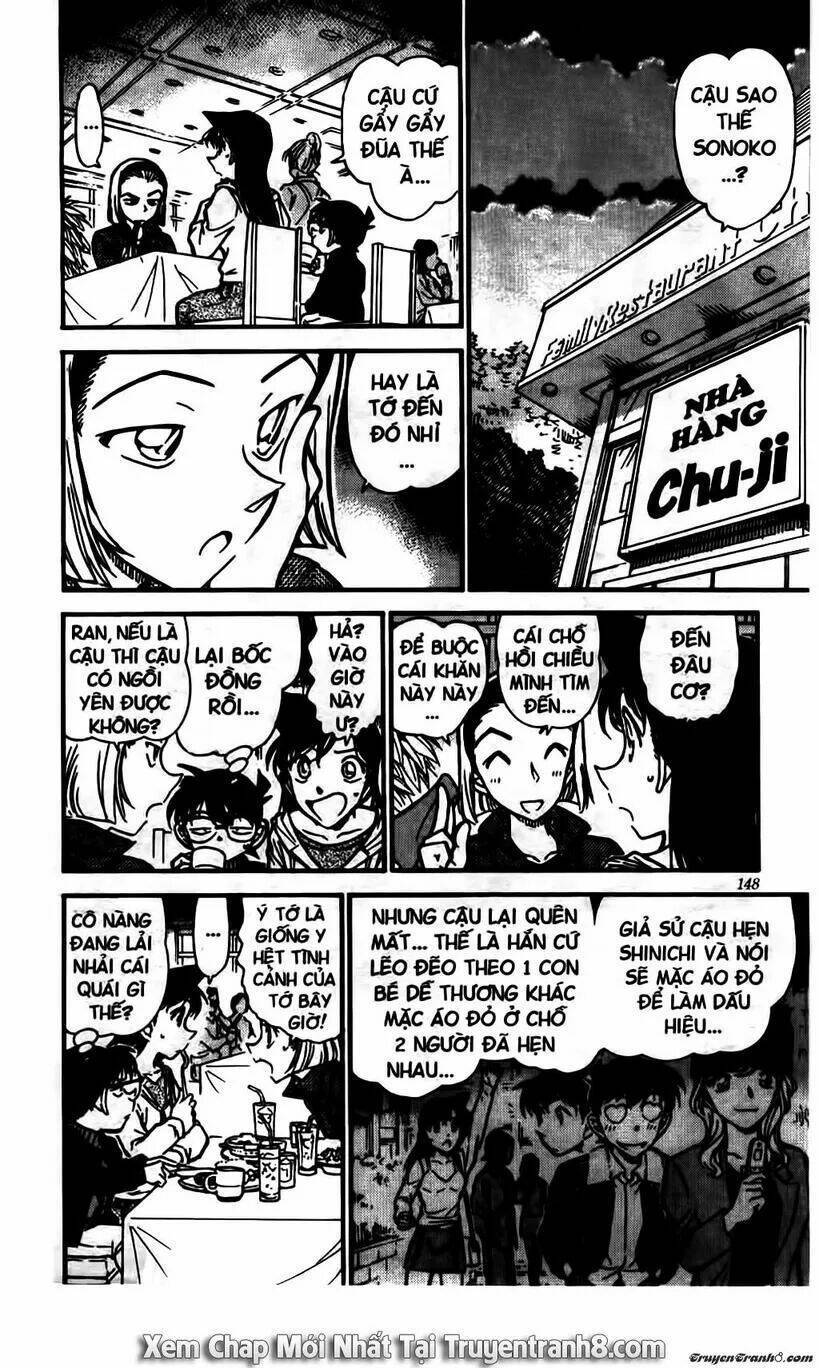 CẬU SAO
THẾ
SONOKO
...?
Family Restaurant
NHÀ
HÀNG
Chu-ji
CẬU CỨ
GẨY GẨY
ĐŨA THẾ
À...
...
HAY LÀ
TỚ ĐẾN
ĐÓ NHỈ
...
ĐẾN
ĐÂU
CƠ?
CÁI CHỖ
HỒI CHIỀU
MÌNH TÌM
ĐẾN...
ĐỂ BUỘC
CÁI KHĂN
NÀY NÀY
...
HẢ?
VÀO
GIỜ
NÀY
Ư?
LẠI BỐC
ĐỒNG
RỒI...
RAN, NẾU LÀ
CẬU THÌ CẬU
CÓ NGỒI
YÊN ĐƯỢC
KHÔNG?
148
GIẢ SỬ CẬU HẸN
SHINICHI VÀ NÓI
SẼ MẶC ÁO ĐỎ
ĐỂ LÀM DẤU
HIỆU...
NHƯNG CẬU LẠI QUÊN
MẤT... THẾ LÀ HẮN CỨ
LẼO ĐẼO THEO 1 CON
BÉ DỄ THƯƠNG KHÁC
MẶC ÁO ĐỎ Ở CHỖ
2 NGƯỜI ĐÃ HẸN
NHAU...
Ý TỚ LÀ
GIỐNG Y
HỆT TÌNH
CẢNH CỦA
TỚ BÂY
GIỜ!
...
CÔ NÀNG
ĐANG LẢI
NHẢI CÁI
QUÁI GÌ
THẾ?
Xem Chap Mới Nhất Tại Truyentranh8.com
TruyenTranh8.com